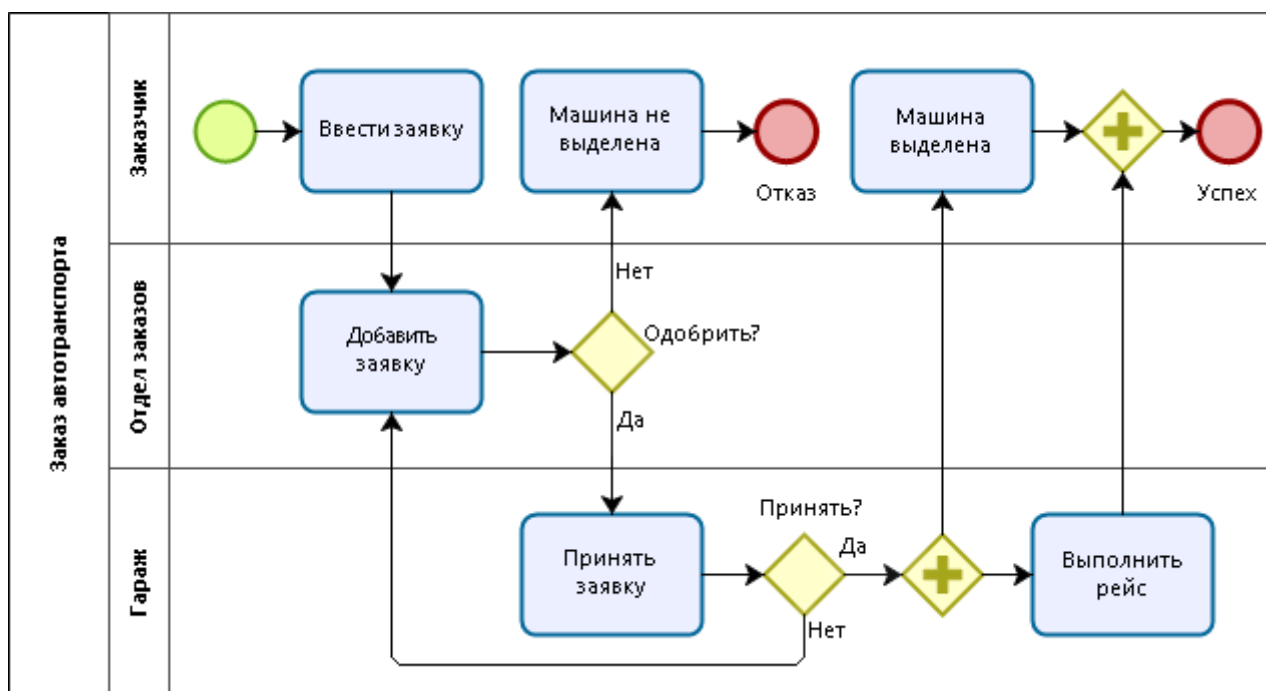 Заказ автотранспорта
Заказчик
Ввести заявку
Машина не
выделена
Отказ
Машина
выделена
Успех
Отдел заказов
Добавить
заявку
Нет
Одобрить?
Да
Гараж
Принять
заявку
Принять?
Да
Нет
Выполнить
рейс